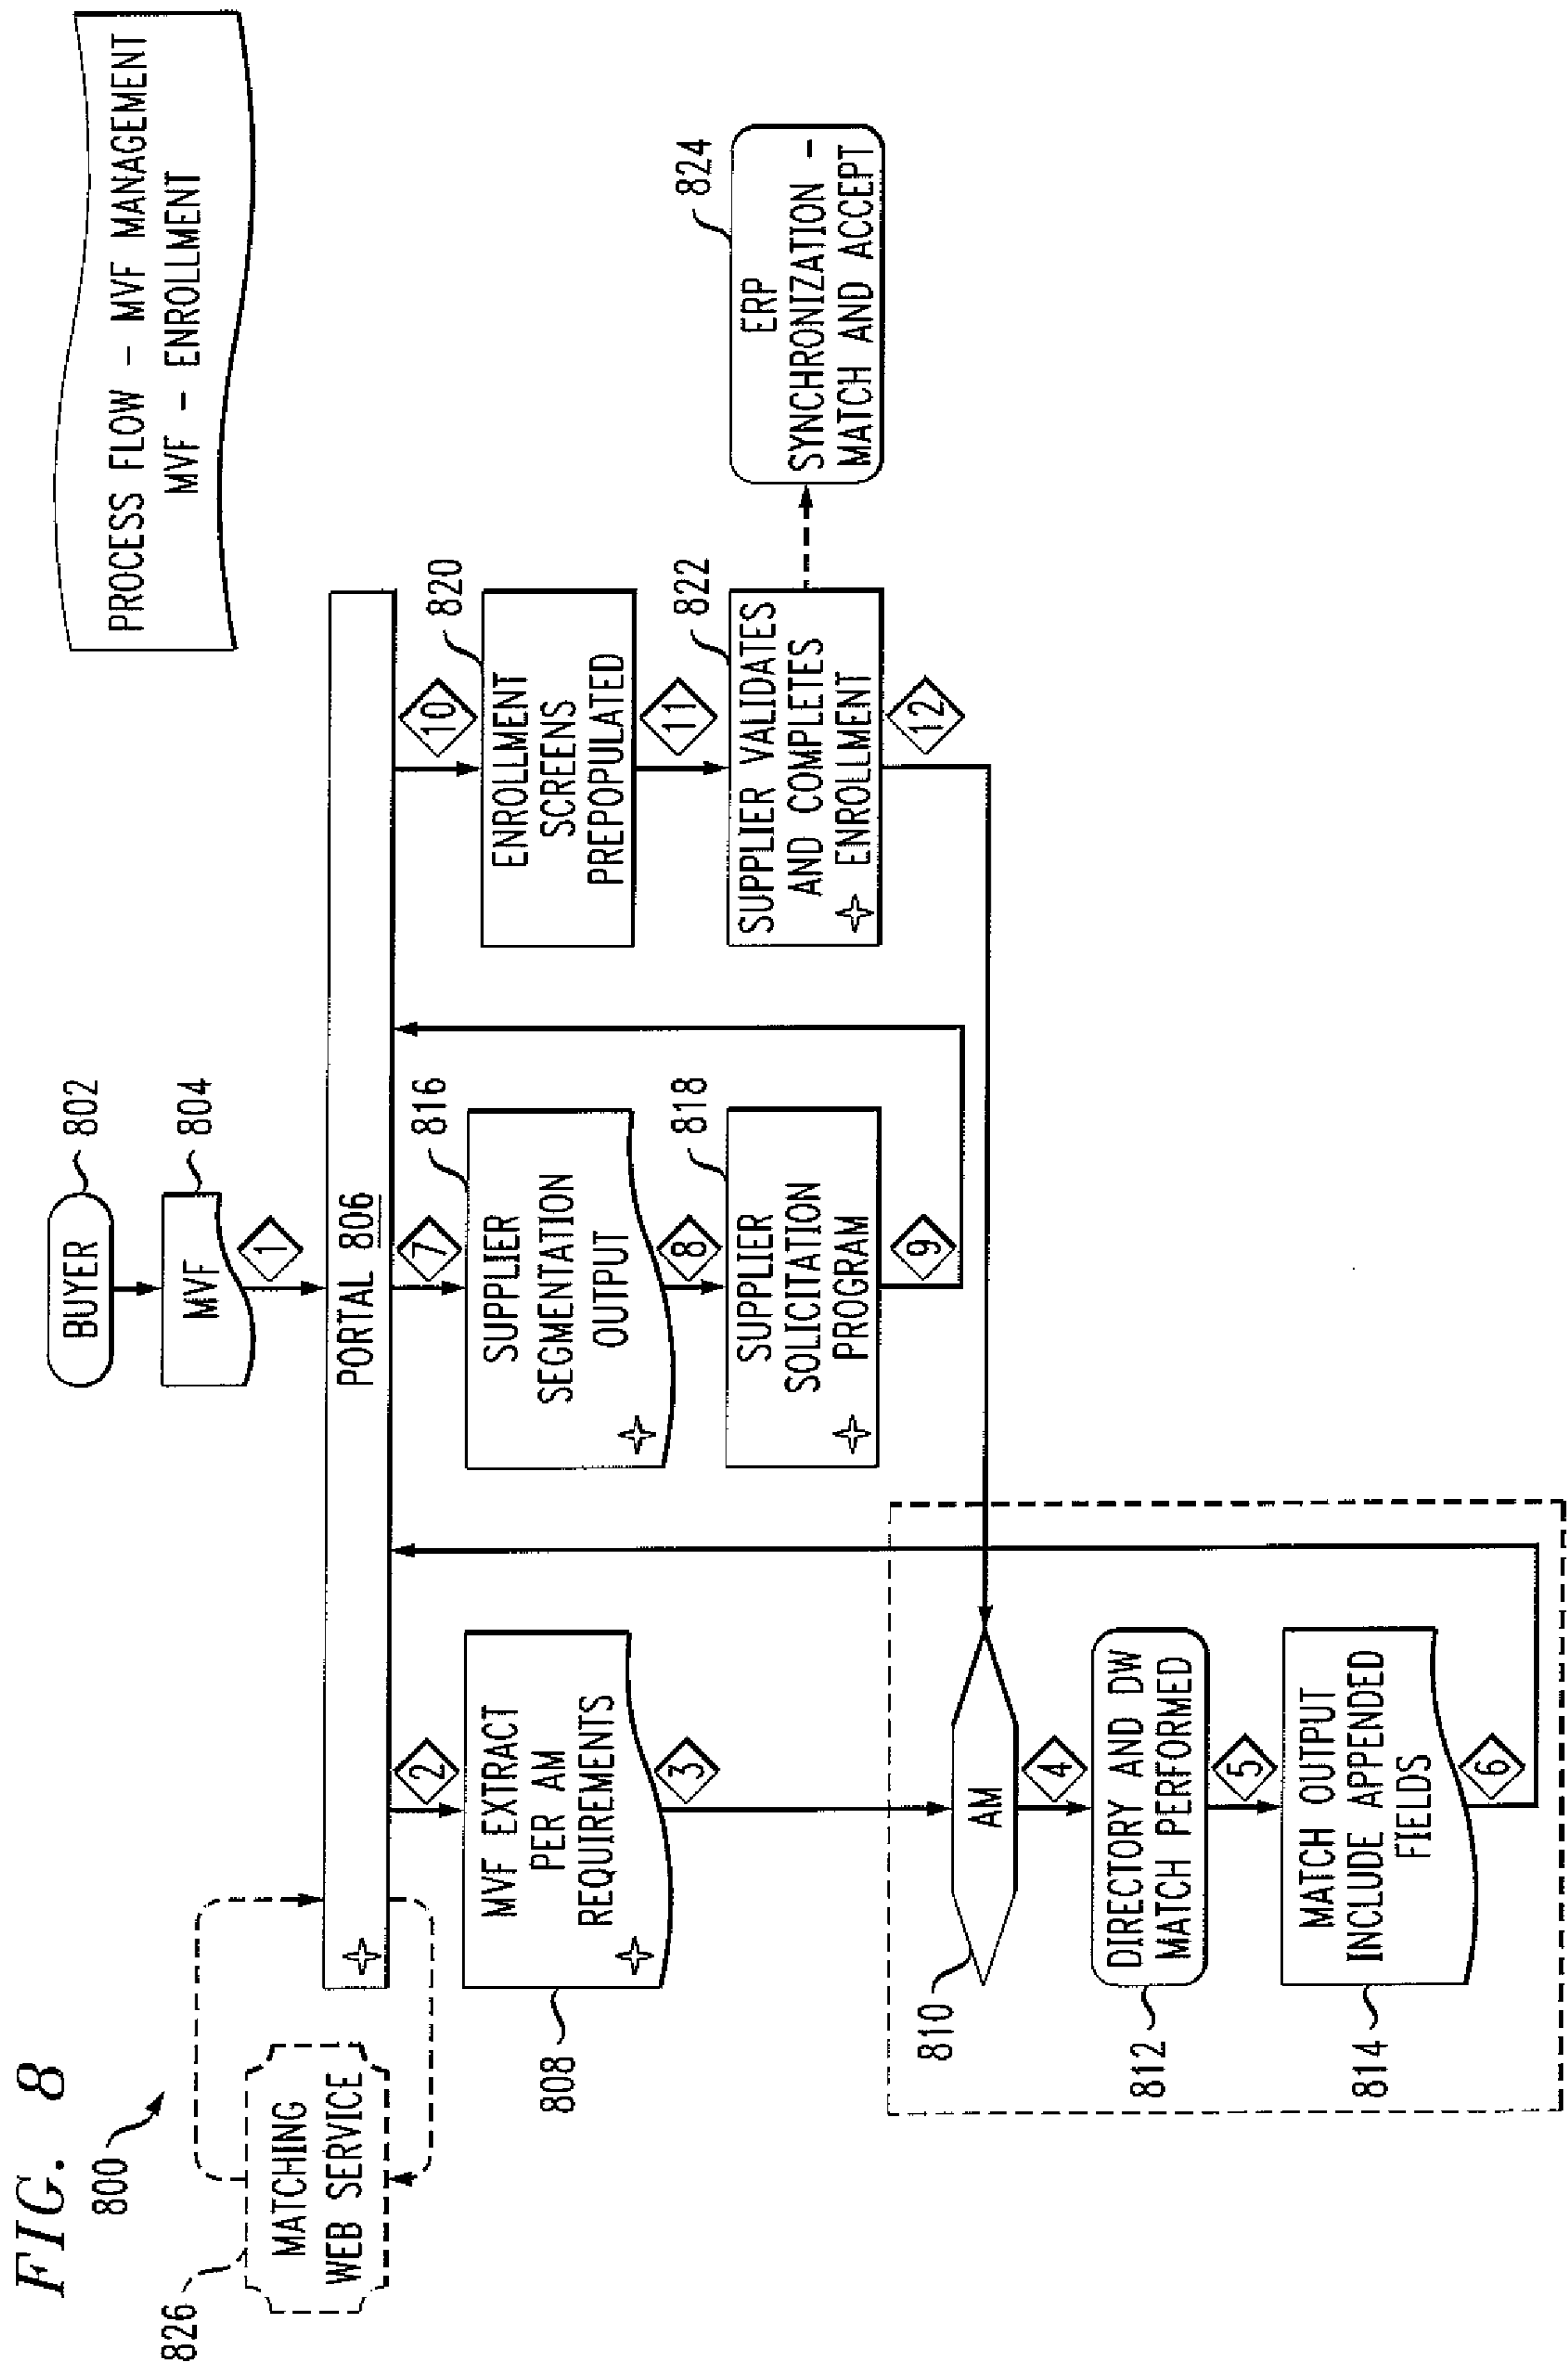 FIG. 8
800
PROCESS FLOW - MVF MANAGEMENT
MVF - ENROLLMENT
BUYER
802
MVF
804
1
826
MATCHING
WEB SERVICE
PORTAL 806
2
MVF EXTRACT
PER AM
REQUIREMENTS
808
3
7
SUPPLIER
SEGMENTATION
OUTPUT
816
8
SUPPLIER
SOLICITATION
PROGRAM
818
9
10
ENROLLMENT
SCREENS
PREPOPULATED
820
11
SUPPLIER VALIDATES
AND COMPLETES
ENROLLMENT
822
12
ERP
SYNCHRONIZATION -
MATCH AND ACCEPT
824
810
AM
4
812
DIRECTORY AND DW
MATCH PERFORMED
5
814
MATCH OUTPUT
INCLUDE APPENDED
FIELDS
6